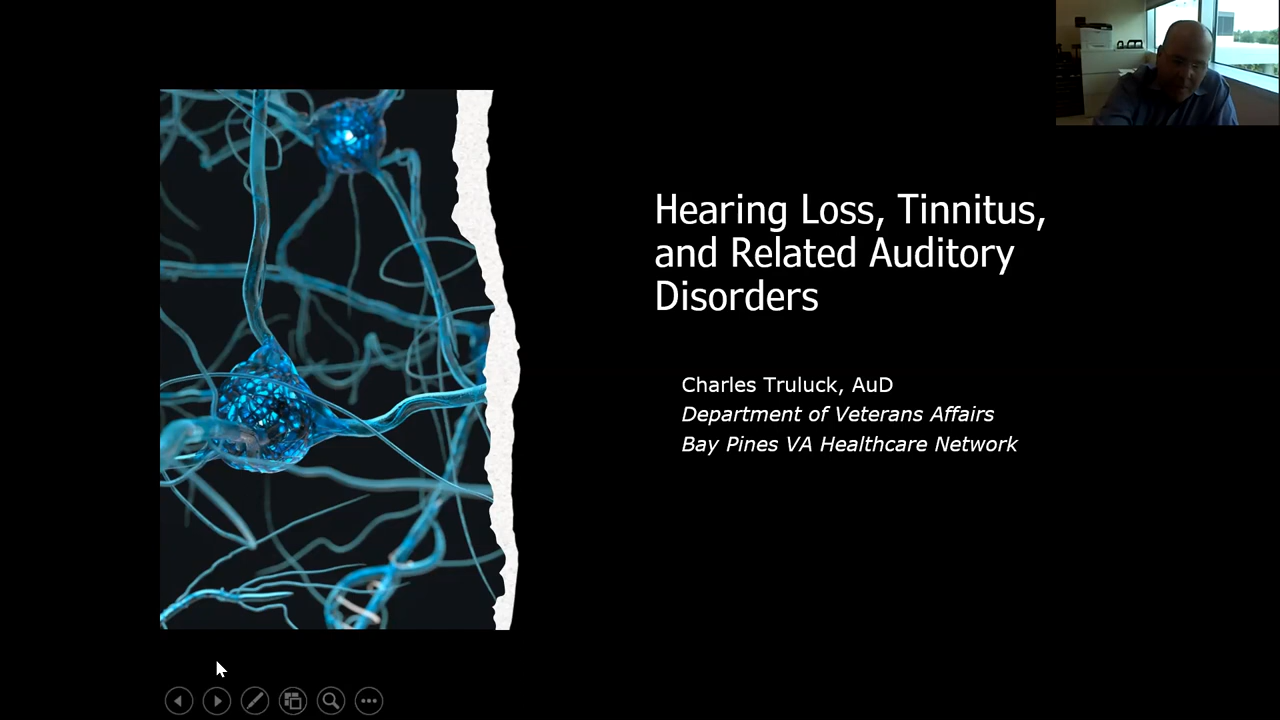 Hearing Loss, Tinnitus,
and Related Auditory
Disorders
Charles Truluck, AuD
Department of Veterans Affairs
Bay Pines VA Healthcare Network